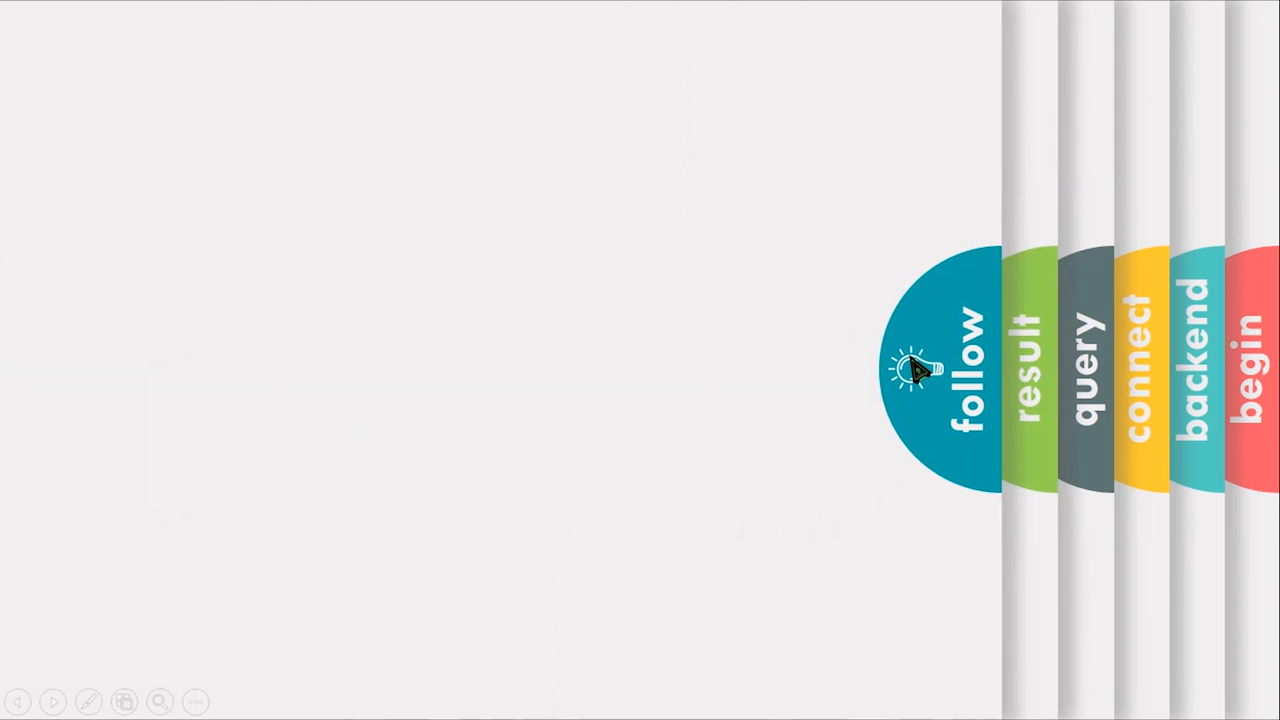 follow
result
query
connect
backend
begin